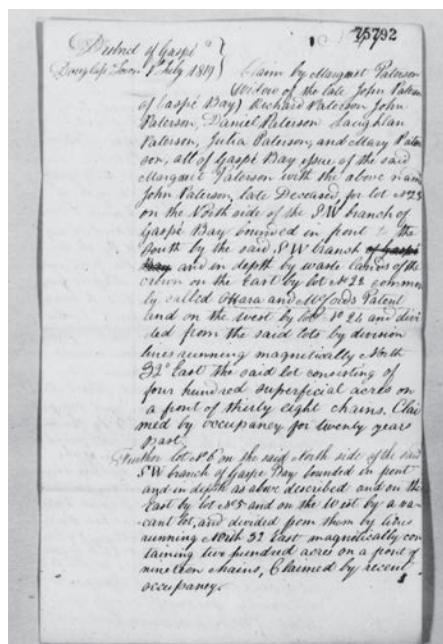 75792
District of Gaspé
Douglass Town 1st July 1819
Claim by Margaret Paterson
(Widow of the late John Paterson
of Gaspé Bay) Richard Paterson John
Paterson, Daniel Paterson Laughlan
Paterson, Julia Paterson, and Mary Pater
son, all of Gaspé Bay issue of the said
Margaret Paterson with the above named
John Paterson, late Deceased, for lot No 23
on the North side of the S.W branch of
Gaspé Bay bounded in front to the
South by the said S.W branch of Gaspé
Bay and in depth by waste lands of the
crown on the East by lot No 22 common
ly called OHara and McFords Patent
and on the west by lot No 24 and divi
ded from the said lots by division
lines running magnetically North
32° East the said lot consisting of
four hundred superficial acres on
a front of thirty eight chains. Clai
med by occupancy for twenty years
past.
Further lot No 6 on the said North side of the said
S.W branch of Gaspé Bay bounded in front
and in depth as above described and on the
East by lot No 5 and on the West by a va-
cant lot, and divided from them by lines
running North 32 East magnetically con
taining two hundred acres on a front of
nineteen chains, Claimed by recent
occupancy.